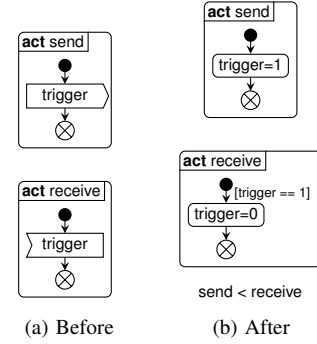 act send
trigger
act receive
trigger
(a) Before
act send
trigger=1
act receive
[trigger == 1]
trigger=0
send < receive
(b) After